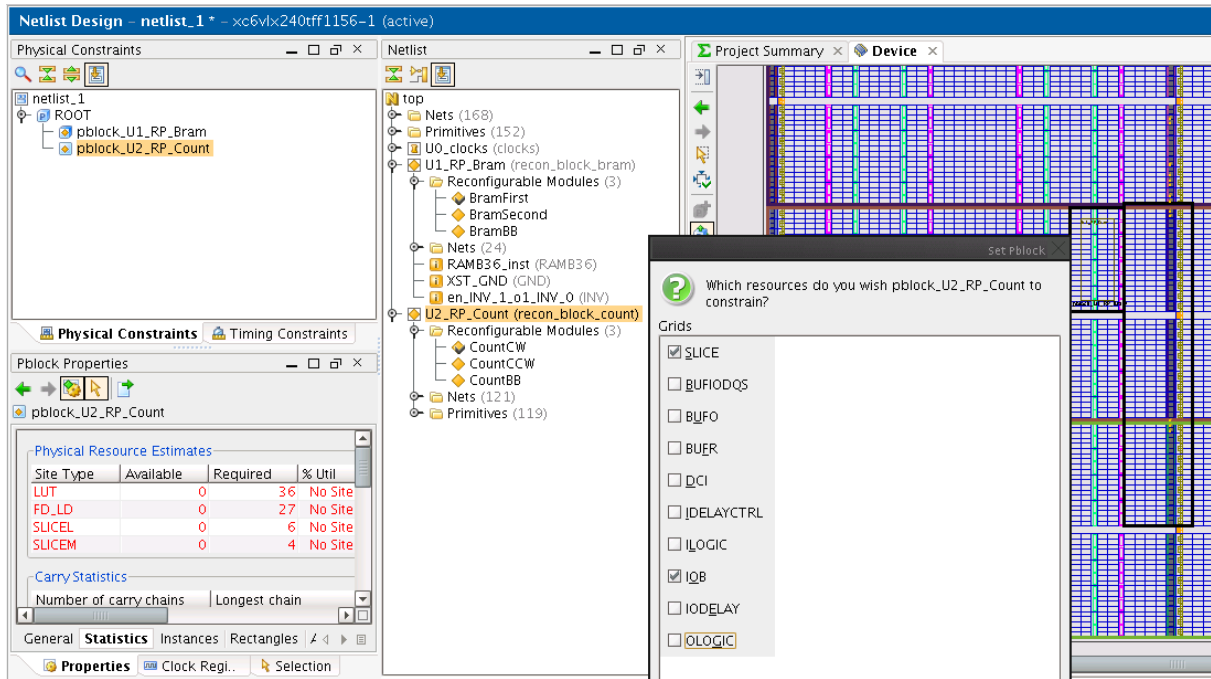 Netlist Design - netlist_1 * - xc6vlx240tff1156-1 (active)
Physical Constraints
netlist_1
ROOT
pblock_U1_RP_Bram
pblock_U2_RP_Count
Physical Constraints
Timing Constraints
Pblock Properties
pblock_U2_RP_Count
Physical Resource Estimates
Site Type Available Required % Util
LUT 0 36 No Site
FD_LD 0 27 No Site
SLICEL 0 6 No Site
SLICEM 0 4 No Site
Carry Statistics
Number of carry chains Longest chain
General Statistics Instances Rectangles
Properties Clock Regi.. Selection
Netlist
top
Nets (168)
Primitives (152)
U0_clocks (clocks)
U1_RP_Bram (recon_block_bram)
Reconfigurable Modules (3)
BramFirst
BramSecond
BramBB
Nets (24)
RAMB36_inst (RAMB36)
XST_GND (GND)
en_INV_1_o1_INV_0 (INV)
U2_RP_Count (recon_block_count)
Reconfigurable Modules (3)
CountCW
CountCCW
CountBB
Nets (121)
Primitives (119)
Project Summary
Device
Set Pblock
Which resources do you wish pblock_U2_RP_Count to
constrain?
Grids
SLICE
BUFIODQS
BUFO
BUFR
DCI
IDELAYCTRL
ILOGIC
IOB
IODELAY
OLOGIC